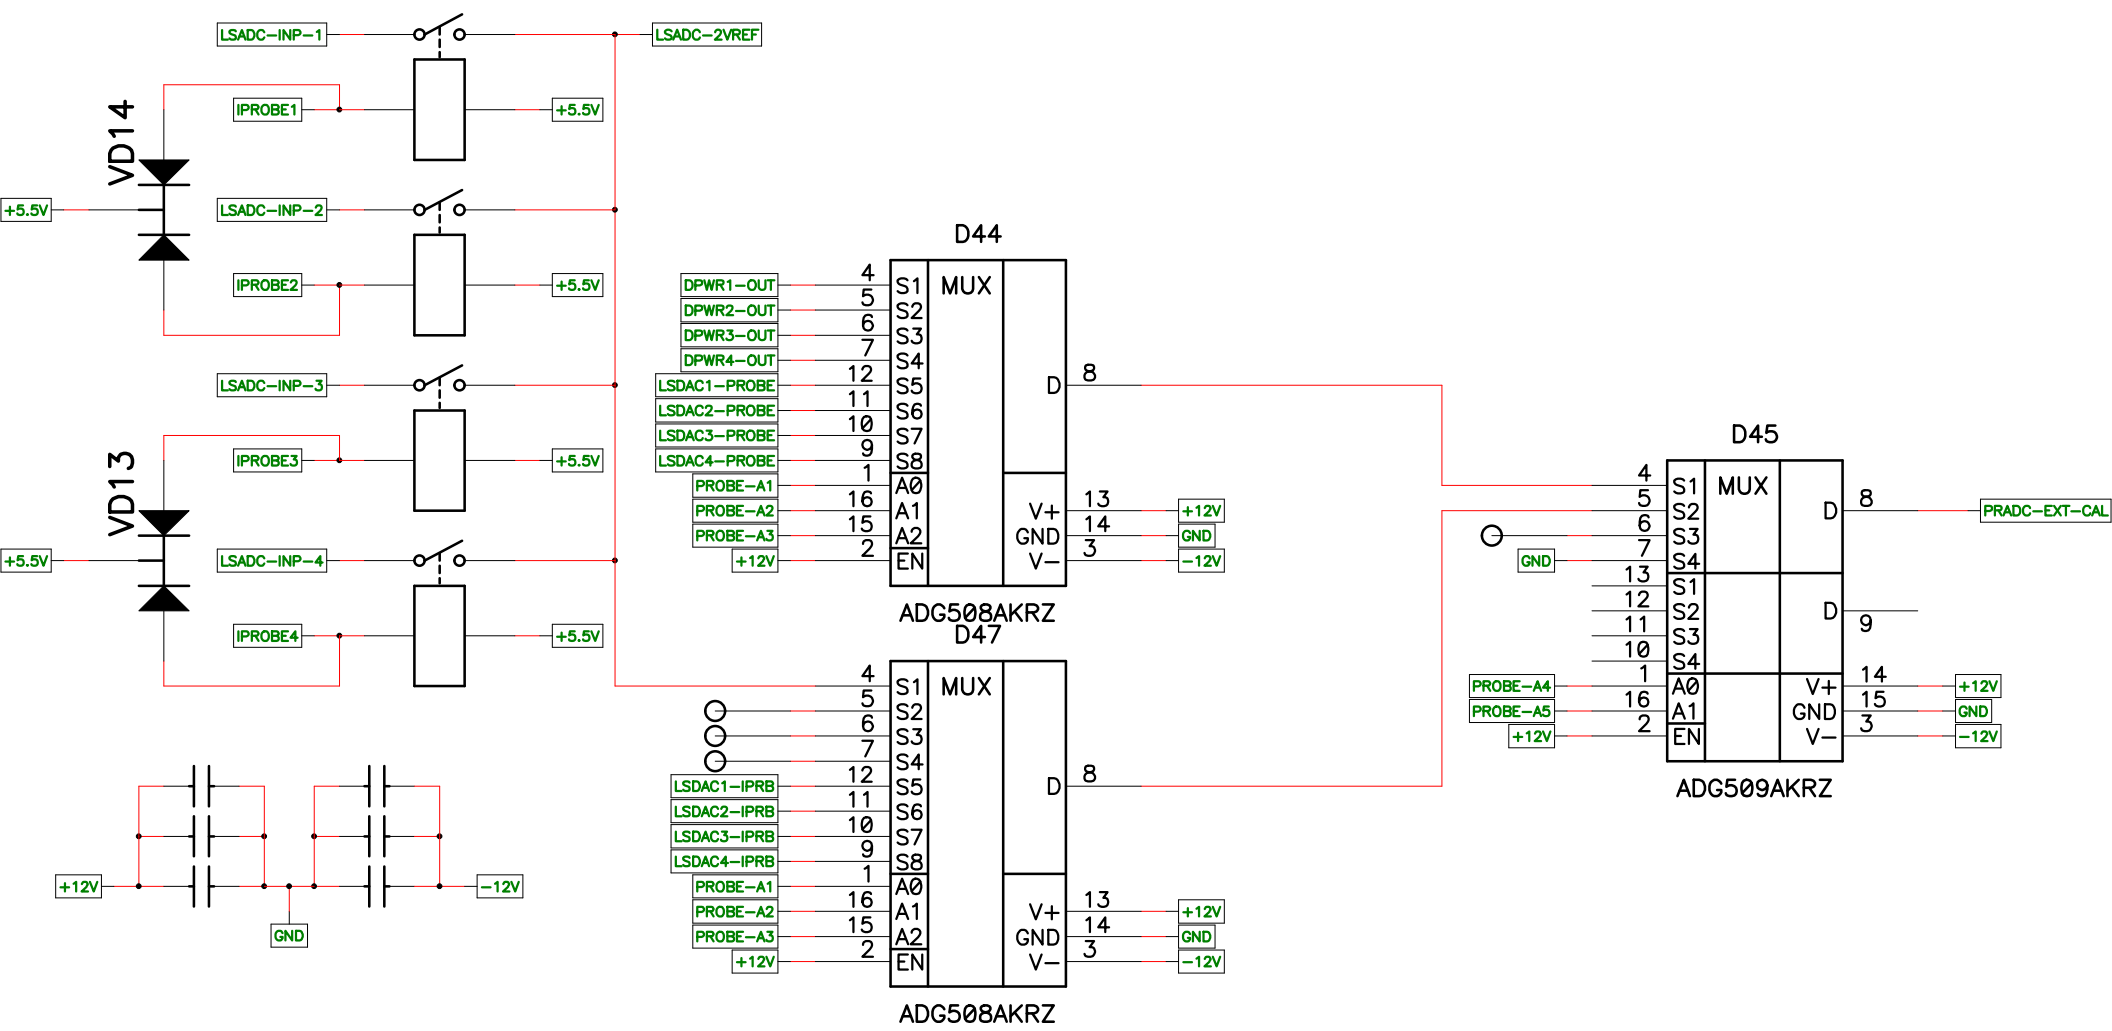 LSADC-INP-1
LSADC-2VREF
IPROBE1
+5.5V
VD14
+5.5V
LSADC-INP-2
IPROBE2
+5.5V
LSADC-INP-3
IPROBE3
+5.5V
VD13
+5.5V
LSADC-INP-4
IPROBE4
+5.5V
+12V
-12V
GND
D44
DPWR1-OUT 4 S1 MUX
DPWR2-OUT 5 S2
DPWR3-OUT 6 S3
DPWR4-OUT 7 S4
LSDAC1-PROBE 12 S5 D 8
LSDAC2-PROBE 11 S6
LSDAC3-PROBE 10 S7
LSDAC4-PROBE 9 S8
PROBE-A1 1 A0
PROBE-A2 16 A1 V+ 13 +12V
PROBE-A3 15 A2 GND 14 GND
+12V 2 EN V- 3 -12V
ADG508AKRZ
D47
4 S1 MUX
5 S2
6 S3
7 S4
LSDAC1-IPRB 12 S5 D 8
LSDAC2-IPRB 11 S6
LSDAC3-IPRB 10 S7
LSDAC4-IPRB 9 S8
PROBE-A1 1 A0
PROBE-A2 16 A1 V+ 13 +12V
PROBE-A3 15 A2 GND 14 GND
+12V 2 EN V- 3 -12V
ADG508AKRZ
D45
4 S1 MUX
5 S2 D 8 PRADC-EXT-CAL
6 S3
GND 7 S4
13 S1
12 S2 D 9
11 S3
10 S4
PROBE-A4 1 A0 V+ 14 +12V
PROBE-A5 16 A1 GND 15 GND
+12V 2 EN V- 3 -12V
ADG509AKRZ